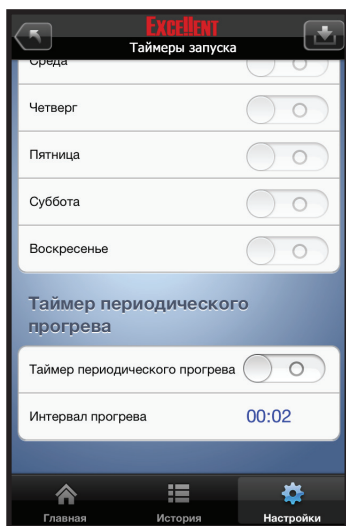 EXCELLENT
Таймеры запуска
Среда
Четверг
Пятница
Суббота
Воскресенье
Таймер периодического
прогрева
Таймер периодического прогрева
Интервал прогрева 00:02
Главная История Настройки